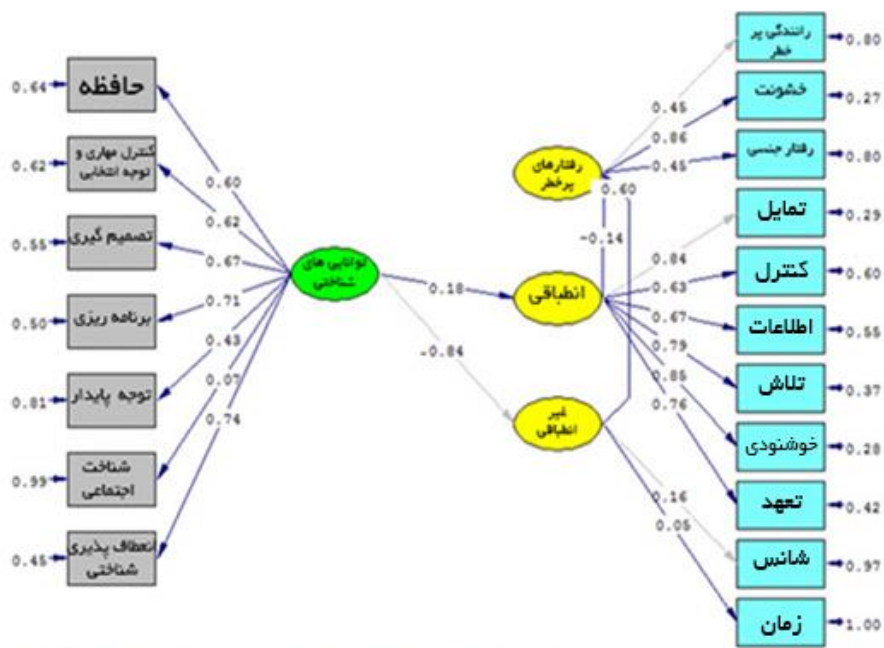 0.64
حافظه
0.62
کنترل مهاری و
توجه انتخابی
0.55
تصمیم گیری
0.50
برنامه ریزی
0.81
توجه پایدار
0.99
شناخت
اجتماعی
0.45
انعطاف پذیری
شناختی
0.60
0.62
0.67
0.71
0.43
0.07
0.74
توانایی های
شناختی
0.18
-0.84
رفتارهای
پرخطر
انطباقی
غیر
انطباقی
0.60
-0.14
0.45
0.86
0.45
0.84
0.63
0.67
0.79
0.85
0.76
0.16
0.05
رانندگی پر
خطر
0.80
خشونت
0.27
رفتار جنسی
0.80
تمایل
0.29
کنترل
0.60
اطلاعات
0.55
تلاش
0.37
خوشنودی
0.28
تعهد
0.42
شانس
0.97
زمان
1.00